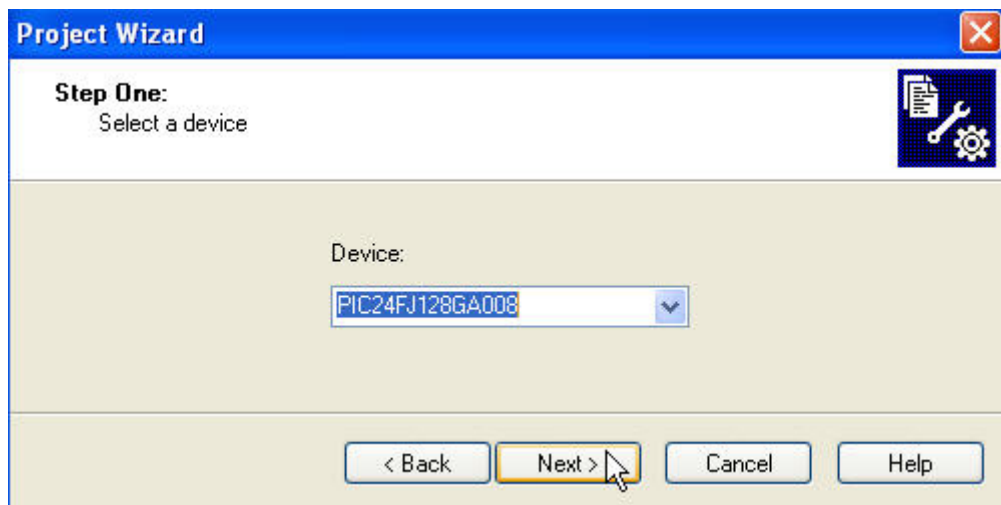 Project Wizard
Step One:
Select a device
Device:
PIC24FJ128GA008
< Back Next > Cancel Help